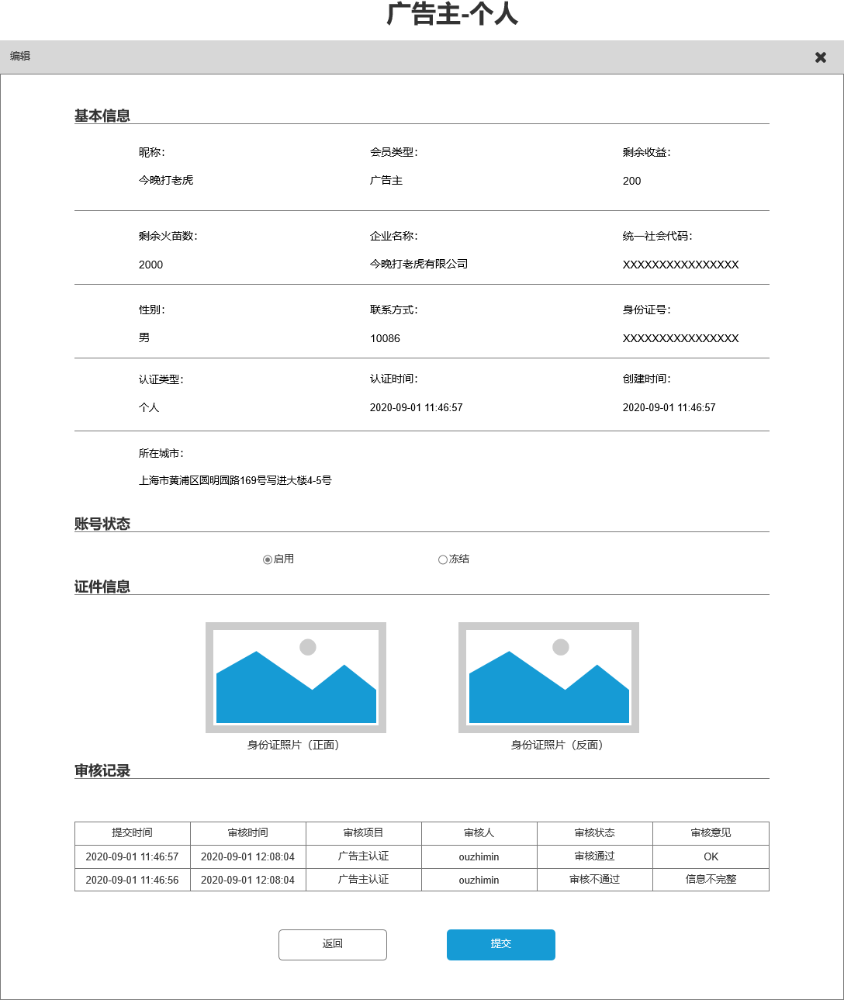 广告主-个人
编辑
基本信息
昵称： 会员类型： 剩余收益：
今晚打老虎 广告主 200
剩余火苗数： 企业名称： 统一社会代码：
2000 今晚打老虎有限公司 XXXXXXXXXXXXXXXX
性别： 联系方式： 身份证号：
男 10086 XXXXXXXXXXXXXXXX
认证类型： 认证时间： 创建时间：
个人 2020-09-01 11:46:57 2020-09-01 11:46:57
所在城市：
上海市黄浦区圆明园路169号写进大楼4-5号
账号状态
启用 冻结
证件信息
身份证照片（正面） 身份证照片（反面）
审核记录
提交时间 审核时间 审核项目 审核人 审核状态 审核意见
2020-09-01 11:46:57 2020-09-01 12:08:04 广告主认证 ouzhimin 审核通过 OK
2020-09-01 11:46:56 2020-09-01 12:08:04 广告主认证 ouzhimin 审核不通过 信息不完整
返回 提交